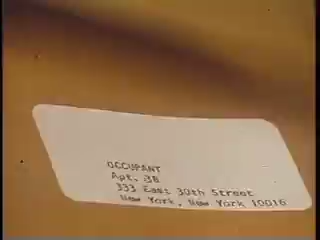 OCCUPANT
Apt. 3B
333 East 30th Street
New York, New York 10016